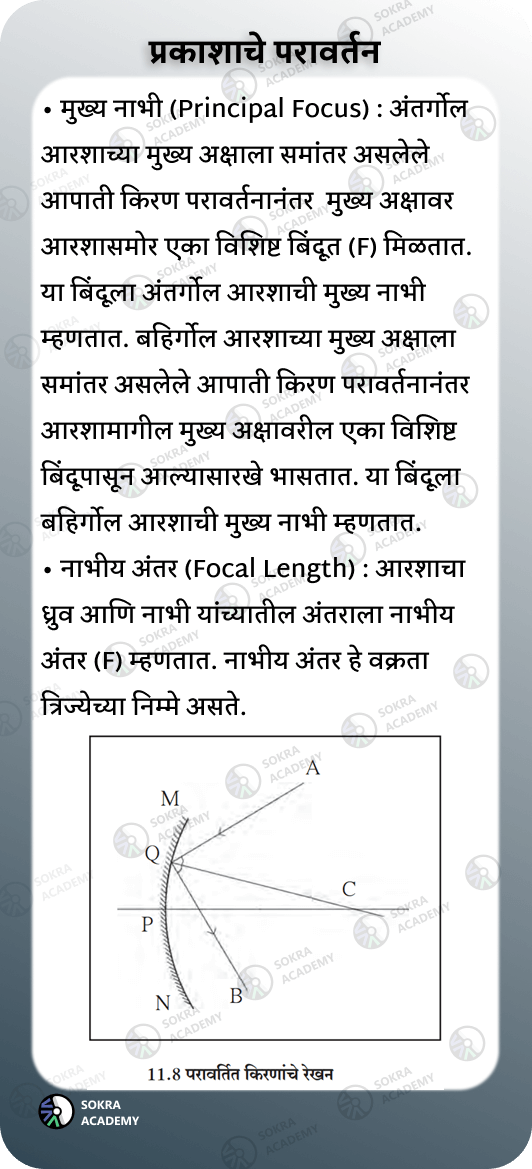 प्रकाशाचे परावर्तन
• मुख्य नाभी (Principal Focus) : अंतर्गोल
आरशाच्या मुख्य अक्षाला समांतर असलेले
आपाती किरण परावर्तनानंतर मुख्य अक्षावर
आरशासमोर एका विशिष्ट बिंदूत (F) मिळतात.
या बिंदूला अंतर्गोल आरशाची मुख्य नाभी
म्हणतात. बहिर्गोल आरशाच्या मुख्य अक्षाला
समांतर असलेले आपाती किरण परावर्तनानंतर
आरशामागील मुख्य अक्षावरील एका विशिष्ट
बिंदूपासून आल्यासारखे भासतात. या बिंदूला
बहिर्गोल आरशाची मुख्य नाभी म्हणतात.
• नाभीय अंतर (Focal Length) : आरशाचा
ध्रुव आणि नाभी यांच्यातील अंतराला नाभीय
अंतर (F) म्हणतात. नाभीय अंतर हे वक्रता
त्रिज्येच्या निम्मे असते.
A
M
Q
C
P
B
N
11.8 परावर्तित किरणांचे रेखन
SOKRA
ACADEMY